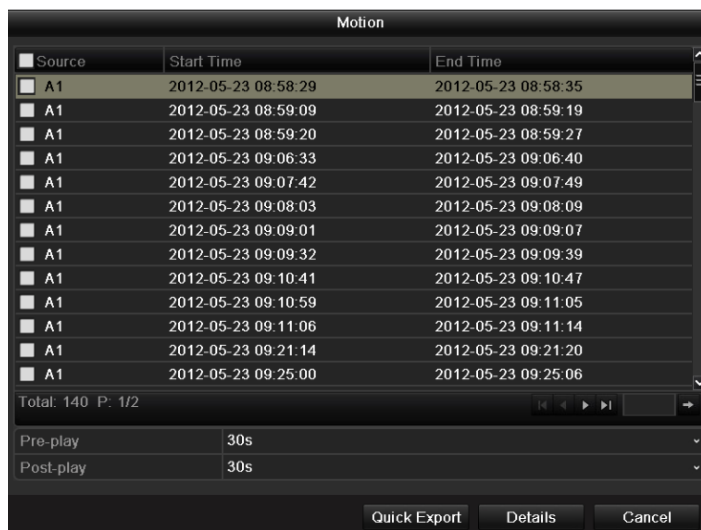 Motion
Source Start Time End Time
A1 2012-05-23 08:58:29 2012-05-23 08:58:35
A1 2012-05-23 08:59:09 2012-05-23 08:59:19
A1 2012-05-23 08:59:20 2012-05-23 08:59:27
A1 2012-05-23 09:06:33 2012-05-23 09:06:40
A1 2012-05-23 09:07:42 2012-05-23 09:07:49
A1 2012-05-23 09:08:03 2012-05-23 09:08:09
A1 2012-05-23 09:09:01 2012-05-23 09:09:07
A1 2012-05-23 09:09:32 2012-05-23 09:09:39
A1 2012-05-23 09:10:41 2012-05-23 09:10:47
A1 2012-05-23 09:10:59 2012-05-23 09:11:05
A1 2012-05-23 09:11:06 2012-05-23 09:11:14
A1 2012-05-23 09:21:14 2012-05-23 09:21:20
A1 2012-05-23 09:25:00 2012-05-23 09:25:06
Total: 140 P: 1/2
Pre-play 30s
Post-play 30s
Quick Export Details Cancel